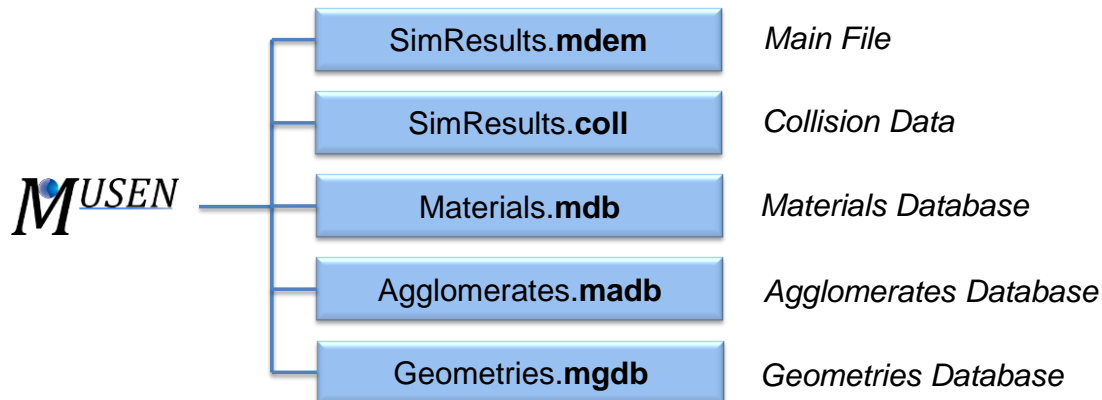 SimResults.mdem Main File
SimResults.coll Collision Data
MUSEN
Materials.mdb Materials Database
Agglomerates.madb Agglomerates Database
Geometries.mgdb Geometries Database